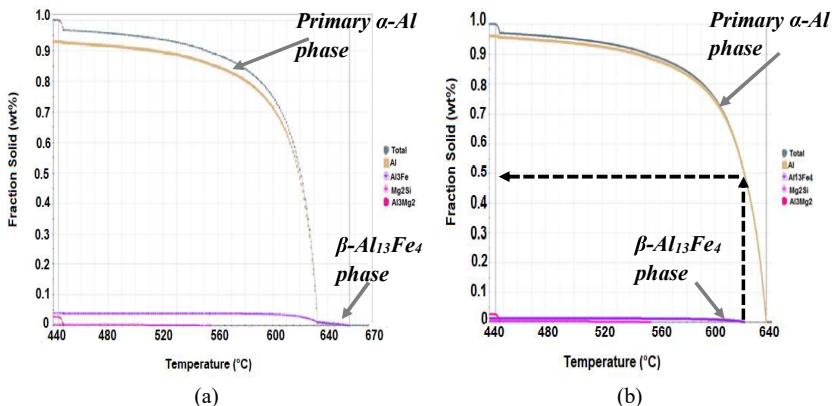 Primary α-Al
phase
Fraction Solid (wt%)
1.0
0.9
0.8
0.7
0.6
0.5
0.4
0.3
0.2
0.1
0
Total
Al
Al3Fe
Mg2Si
Al3Mg2
β-Al13Fe4
phase
440 480 520 560 600 640 670
Temperature (°C)
(a)
Primary α-Al
phase
Fraction Solid (wt%)
1.0
0.9
0.8
0.7
0.6
0.5
0.4
0.3
0.2
0.1
0
Total
Al
Al13Fe4
Mg2Si
Al3Mg2
β-Al13Fe4
phase
440 480 520 560 600 640
Temperature (°C)
(b)